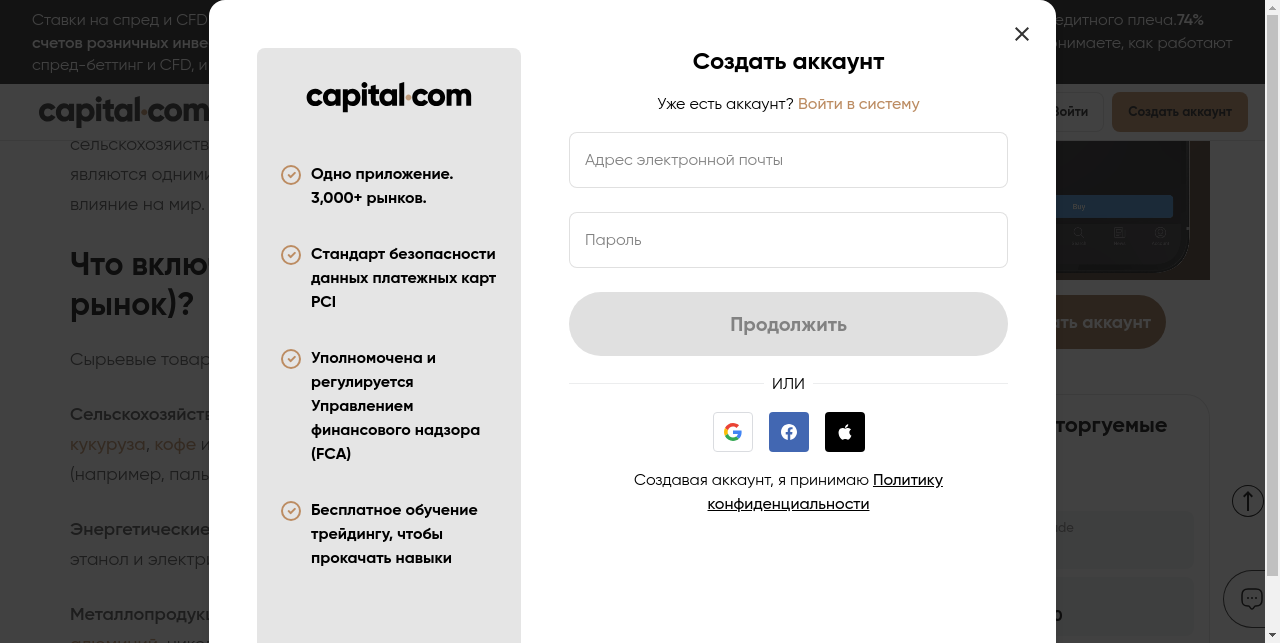 Ставки на спред и CFD
едитного плеча.74%
счетов розничных инве
онимаете, как работают
спред-беттинг и CFD, и
capital.com
Войти
Создать аккаунт
сельскохозяйств
являются одними
влияние на мир.
Что вклю
рынок)?
Сырьевые товар
Сельскохозяйств
кукуруза, кофе и
(например, паль
Энергетические
этанол и электри
Металлопродукц
capital.com
Одно приложение.
3,000+ рынков.
Стандарт безопасности
данных платежных карт
PCI
Уполномочена и
регулируется
Управлением
финансового надзора
(FCA)
Бесплатное обучение
трейдингу, чтобы
прокачать навыки
Создать аккаунт
Уже есть аккаунт? Войти в систему
Адрес электронной почты
Пароль
Продолжить
ИЛИ
Создавая аккаунт, я принимаю Политику
конфиденциальности
Buy
ать аккаунт
торгуемые